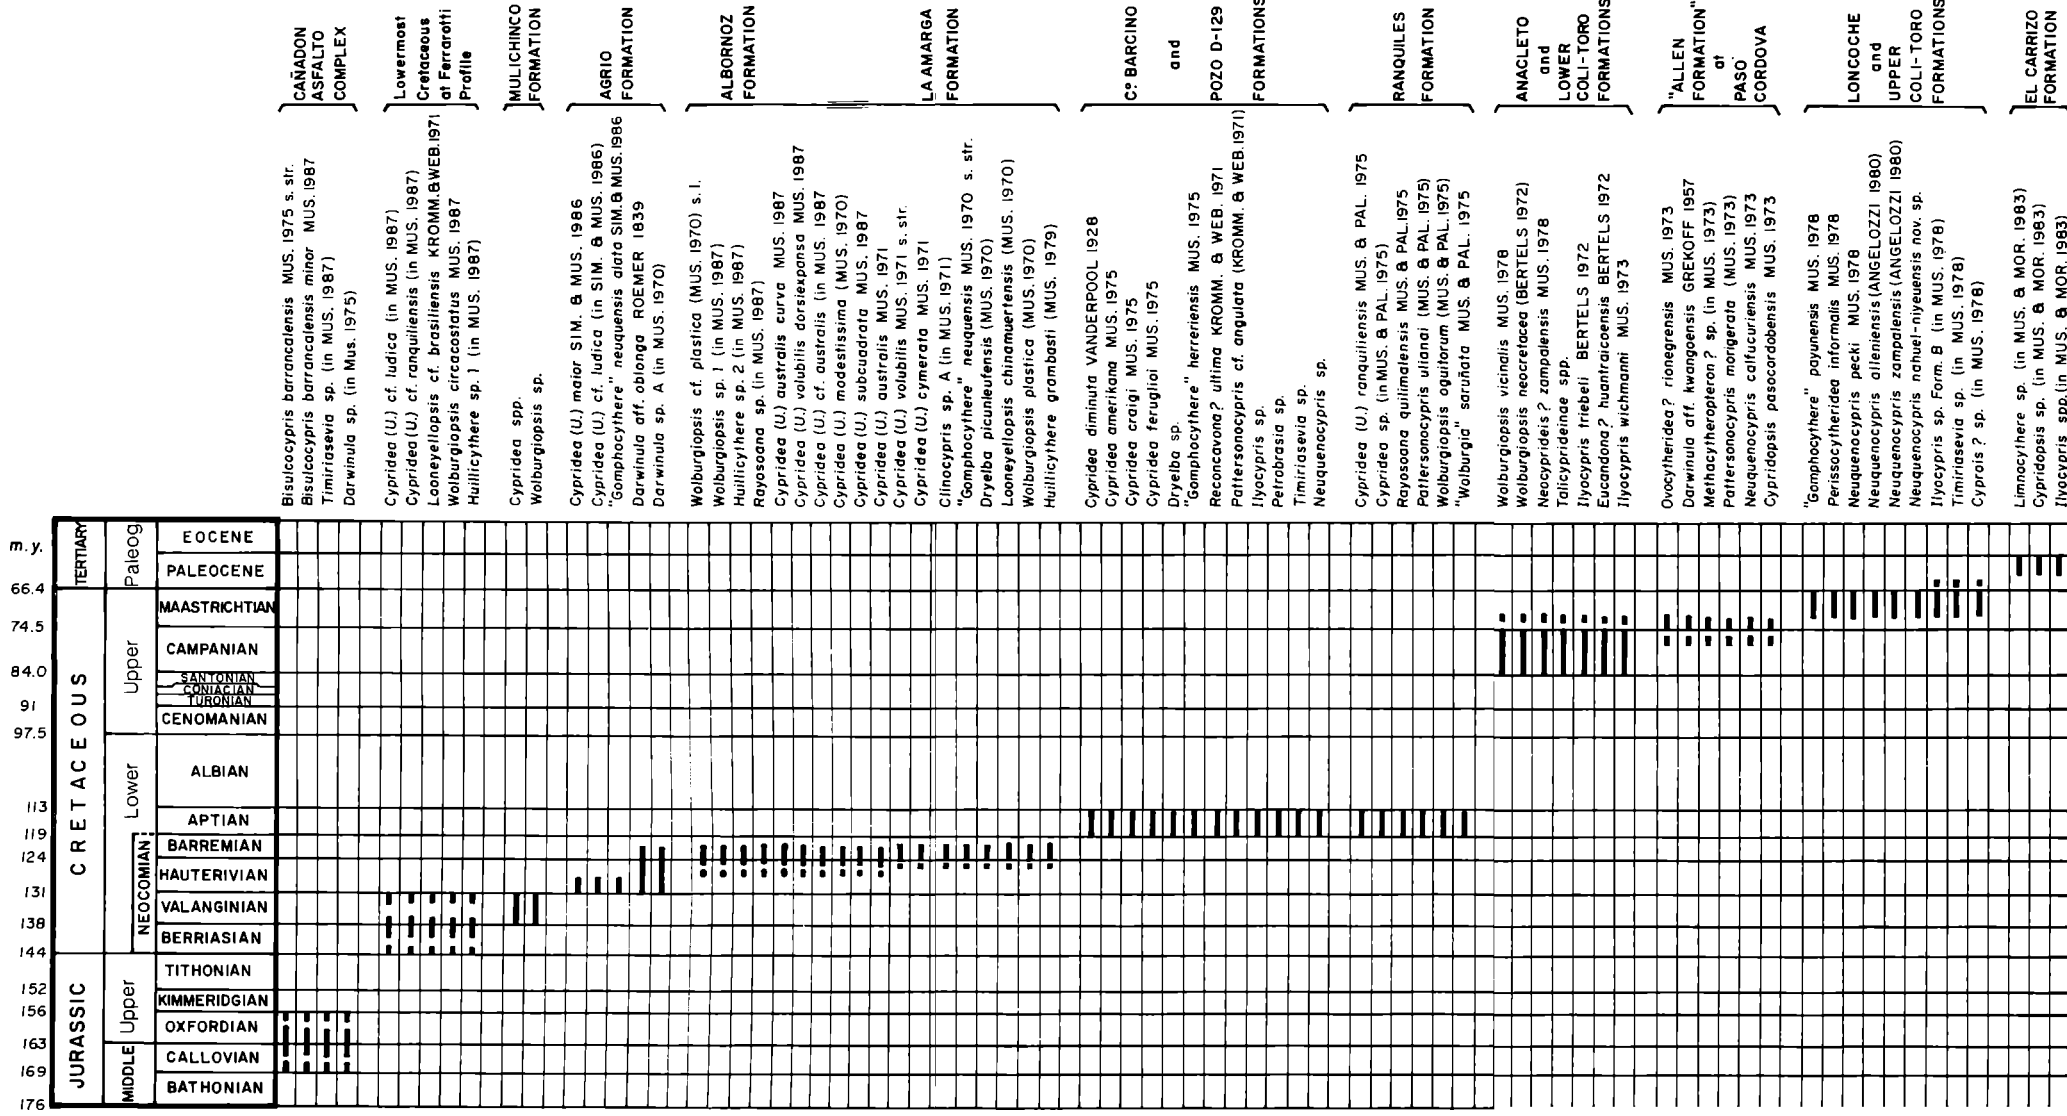 CAÑADON
ASFALTO
COMPLEX
Lowermost
Cretaceous
at Ferrarotti
Profile
MULICHINCO
FORMATION
AGRIO
FORMATION
ALBORNOZ
FORMATION
LA AMARGA
FORMATION
Cº BARCINO
and
POZO D-129
FORMATIONS
RANQUILES
FORMATION
ANACLETO
and
LOWER
COLI-TORO
FORMATIONS
"ALLEN
FORMATION"
at
PASO
CORDOVA
LONCOCHE
and
UPPER
COLI-TORO
FORMATIONS
EL CARRIZO
FORMATION
Bisulcocypris barrancalensis MUS. 1975 s. str.
Bisulcocypris barrancalensis minor MUS. 1987
Timiriasevia sp. (in MUS. 1987)
Darwinula sp. (in Mus. 1975)
Cypridea (U.) cf. ludica (in MUS. 1987)
Cypridea (U.) cf. ranquiliensis (in MUS. 1987)
Looneyellopsis cf. brasiliensis KROMM. & WEB. 1971
Wolburgiopsis circacostatus MUS. 1987
Huillicythere sp. 1 (in MUS. 1987)
Cypridea spp.
Wolburgiopsis sp.
Cypridea (U.) maior SIM. & MUS. 1986
Cypridea (U.) cf. ludica (in SIM. & MUS. 1986)
"Gomphocythere" neuquensis alata SIM. & MUS. 1986
Darwinula aff. oblonga ROEMER 1839
Darwinula sp. A (in MUS. 1970)
Wolburgiopsis cf. plastica (MUS. 1970) s. l.
Wolburgiopsis sp. 1 (in MUS. 1987)
Huillicythere sp. 2 (in MUS. 1987)
Rayosoana sp. (in MUS. 1987)
Cypridea (U.) australis curva MUS. 1987
Cypridea (U.) volubilis dorsiexpansa MUS. 1987
Cypridea (U.) cf. australis (in MUS. 1987
Cypridea (U.) modestissima (MUS. 1970)
Cypridea (U.) subcuadrata MUS. 1987
Cypridea (U.) australis MUS. 1971
Cypridea (U.) volubilis MUS. 1971 s. str.
Cypridea (U.) cymerata MUS. 1971
Clinocypris sp. A (in MUS. 1971)
"Gomphocythere" neuquensis MUS. 1970 s. str.
Dryelba picunleufensis (MUS. 1970)
Looneyellopsis chinamuertensis (MUS. 1970)
Wolburgiopsis plastica (MUS. 1970)
Huillicythere grambasti (MUS. 1979)
Cypridea diminuta VANDERPOOL 1928
Cypridea amerikana MUS. 1975
Cypridea craigi MUS. 1975
Cypridea feruglioi MUS. 1975
Dryelba sp.
"Gomphocythere" herreriensis MUS. 1975
Reconcavona? ultima KROMM. & WEB. 1971
Pattersonocypris cf. angulata (KROMM. & WEB. 1971)
Ilyocypris sp.
Petrobrasia sp.
Timiriasevia sp.
Neuquenocypris sp.
Cypridea (U.) ranquiliensis MUS. & PAL. 1975
Cypridea sp. (in MUS. & PAL. 1975)
Rayosoana quilimalensis MUS. & PAL. 1975
Pattersonocypris ulianai (MUS. & PAL. 1975)
Wolburgiopsis oguitorum (MUS. & PAL. 1975)
"Wolburgia" saruñata MUS. & PAL. 1975
Wolburgiopsis vicinalis MUS. 1978
Wolburgiopsis neocretacea (BERTELS 1972)
Neocyprideis? zampalensis MUS. 1978
Talicyprideinae spp.
Ilyocypris triebeli BERTELS 1972
Eucandona? huantraicoensis BERTELS 1972
Ilyocypris wichmanni MUS. 1973
Ovocytheridea? rionegrensis MUS. 1973
Darwinula aff. kwangoensis GREKOFF 1957
Methacytheropteron? sp. (in MUS. 1973)
Pattersonocypris morigerata (MUS. 1973)
Neuquenocypris calfucuriensis MUS. 1973
Cypridopsis pasocordobensis MUS. 1973
"Gomphocythere" payunensis MUS. 1978
Perissocytheridea informalis MUS. 1978
Neuquenocypris pecki MUS. 1978
Neuquenocypris alleniensis (ANGELOZZI 1980)
Neuquenocypris zampalensis (ANGELOZZI 1980)
Neuquenocypris nahuel-niyeuensis nov. sp.
Ilyocypris sp. Form. B (in MUS. 1978)
Timiriasevia sp. (in MUS. 1978)
Cyprois? sp. (in MUS. 1978)
Limnocythere sp. (in MUS. & MOR. 1983)
Cypridopsis sp. (in MUS. & MOR. 1983)
Ilyocypris spp. (in MUS. & MOR. 1983)
m.y.
TERTIARY
Paleog.
EOCENE
PALEOCENE
66.4
CRETACEOUS
Upper
MAASTRICHTIAN
74.5
CAMPANIAN
84.0
SANTONIAN
CONIACIAN
TURONIAN
91
CENOMANIAN
97.5
Lower
ALBIAN
113
APTIAN
119
NEOCOMIAN
BARREMIAN
124
HAUTERIVIAN
131
VALANGINIAN
138
BERRIASIAN
144
JURASSIC
Upper
TITHONIAN
152
KIMMERIDGIAN
156
OXFORDIAN
163
MIDDLE
CALLOVIAN
169
BATHONIAN
176